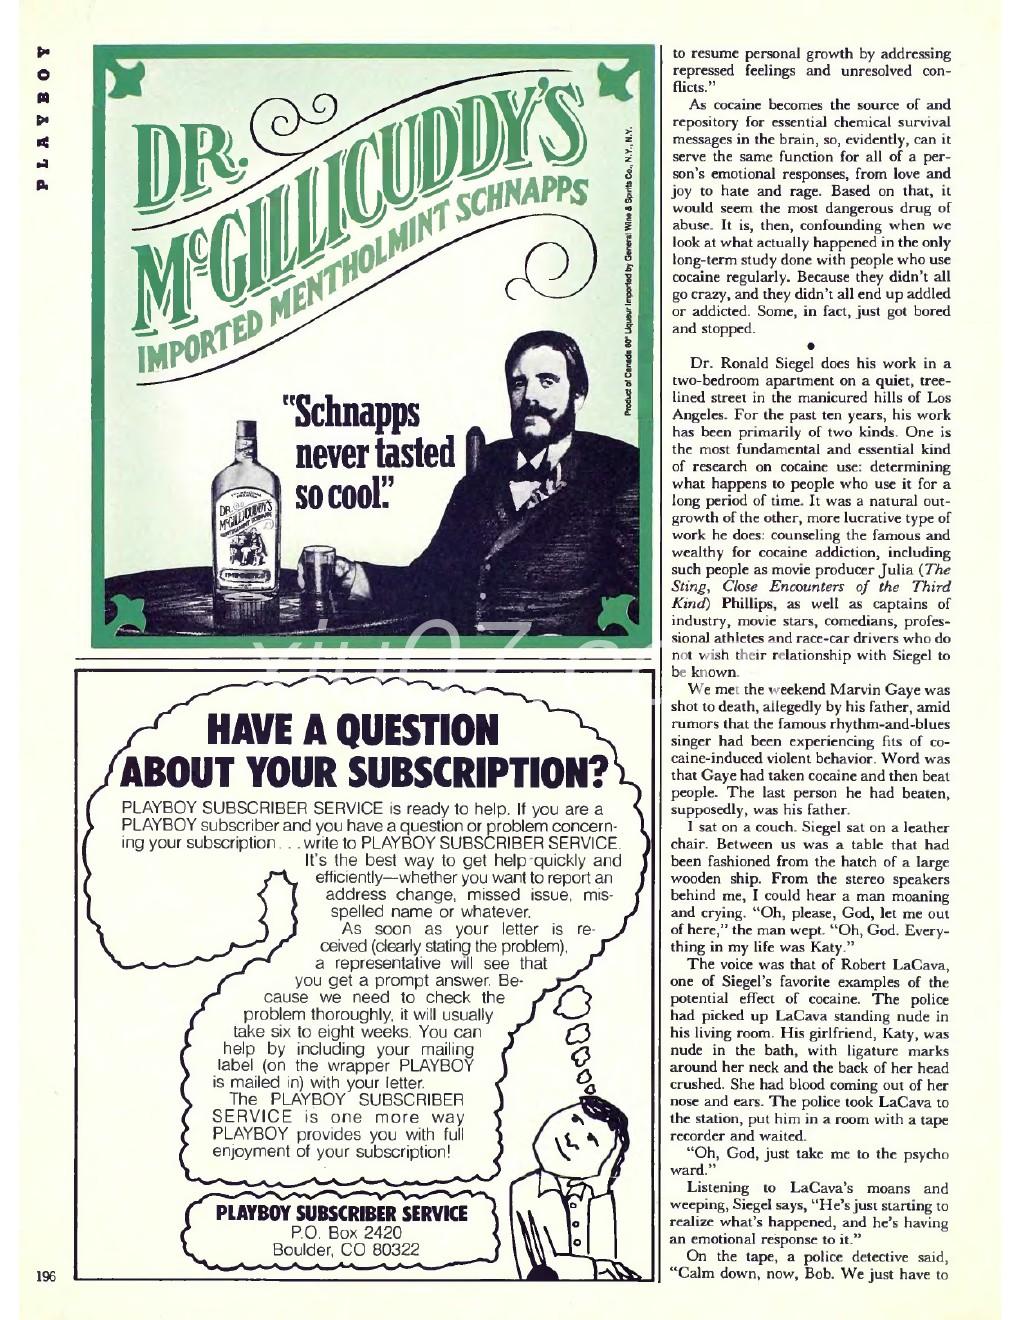 PLAYBOY
DR.
McGILLICUDDY'S
IMPORTED MENTHOLMINT SCHNAPPS
Product of Canada 60° Liqueur Imported by General Wine & Spirits Co., N.Y., N.Y.
"Schnapps
never tasted
so cool."
DR.
McGILLICUDDY'S
HAVE A QUESTION
ABOUT YOUR SUBSCRIPTION?
PLAYBOY SUBSCRIBER SERVICE is ready to help. If you are a
PLAYBOY subscriber and you have a question or problem concern-
ing your subscription . . . write to PLAYBOY SUBSCRIBER SERVICE.
It's the best way to get help quickly and
efficiently—whether you want to report an
address change, missed issue, mis-
spelled name or whatever.
As soon as your letter is re-
ceived (clearly stating the problem),
a representative will see that
you get a prompt answer. Be-
cause we need to check the
problem thoroughly, it will usually
take six to eight weeks. You can
help by including your mailing
label (on the wrapper PLAYBOY
is mailed in) with your letter.
The PLAYBOY SUBSCRIBER
SERVICE is one more way
PLAYBOY provides you with full
enjoyment of your subscription!
PLAYBOY SUBSCRIBER SERVICE
P.O. Box 2420
Boulder, CO 80322
196
to resume personal growth by addressing
repressed feelings and unresolved con-
flicts."
As cocaine becomes the source of and
repository for essential chemical survival
messages in the brain, so, evidently, can it
serve the same function for all of a per-
son's emotional responses, from love and
joy to hate and rage. Based on that, it
would seem the most dangerous drug of
abuse. It is, then, confounding when we
look at what actually happened in the only
long-term study done with people who use
cocaine regularly. Because they didn't all
go crazy, and they didn't all end up addled
or addicted. Some, in fact, just got bored
and stopped.
●
Dr. Ronald Siegel does his work in a
two-bedroom apartment on a quiet, tree-
lined street in the manicured hills of Los
Angeles. For the past ten years, his work
has been primarily of two kinds. One is
the most fundamental and essential kind
of research on cocaine use: determining
what happens to people who use it for a
long period of time. It was a natural out-
growth of the other, more lucrative type of
work he does: counseling the famous and
wealthy for cocaine addiction, including
such people as movie producer Julia (The
Sting, Close Encounters of the Third
Kind) Phillips, as well as captains of
industry, movie stars, comedians, profes-
sional athletes and race-car drivers who do
not wish their relationship with Siegel to
be known.
We met the weekend Marvin Gaye was
shot to death, allegedly by his father, amid
rumors that the famous rhythm-and-blues
singer had been experiencing fits of co-
caine-induced violent behavior. Word was
that Gaye had taken cocaine and then beat
people. The last person he had beaten,
supposedly, was his father.
I sat on a couch. Siegel sat on a leather
chair. Between us was a table that had
been fashioned from the hatch of a large
wooden ship. From the stereo speakers
behind me, I could hear a man moaning
and crying. "Oh, please, God, let me out
of here," the man wept. "Oh, God. Every-
thing in my life was Katy."
The voice was that of Robert LaCava,
one of Siegel's favorite examples of the
potential effect of cocaine. The police
had picked up LaCava standing nude in
his living room. His girlfriend, Katy, was
nude in the bath, with ligature marks
around her neck and the back of her head
crushed. She had blood coming out of her
nose and ears. The police took LaCava to
the station, put him in a room with a tape
recorder and waited.
"Oh, God, just take me to the psycho
ward."
Listening to LaCava's moans and
weeping, Siegel says, "He's just starting to
realize what's happened, and he's having
an emotional response to it."
On the tape, a police detective said,
"Calm down, now, Bob. We just have to